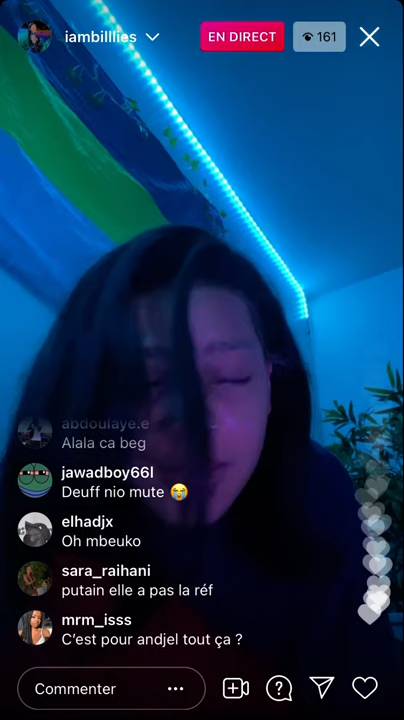 iambilllies
EN DIRECT
161
abdoulaye.e
Alala ca beg
jawadboy66l
Deuff nio mute 😭
elhadjx
Oh mbeuko
sara_raihani
putain elle a pas la réf
mrm_isss
C'est pour andjel tout ça ?
Commenter